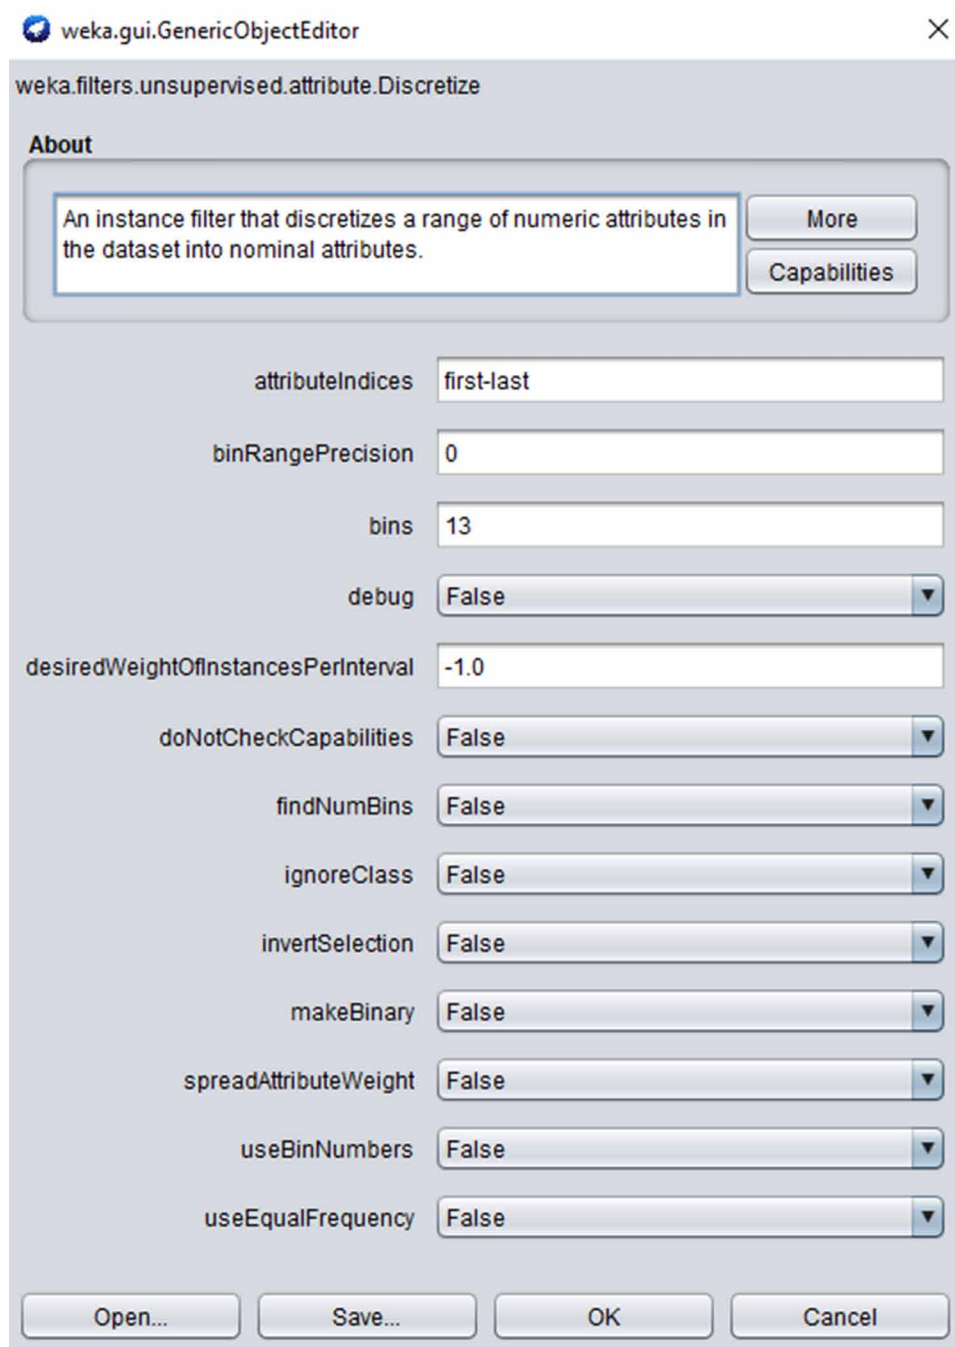 weka.gui.GenericObjectEditor
weka.filters.unsupervised.attribute.Discretize
About
An instance filter that discretizes a range of numeric attributes in
the dataset into nominal attributes.
More
Capabilities
attributeIndices first-last
binRangePrecision 0
bins 13
debug False
desiredWeightOfInstancesPerInterval -1.0
doNotCheckCapabilities False
findNumBins False
ignoreClass False
invertSelection False
makeBinary False
spreadAttributeWeight False
useBinNumbers False
useEqualFrequency False
Open... Save... OK Cancel